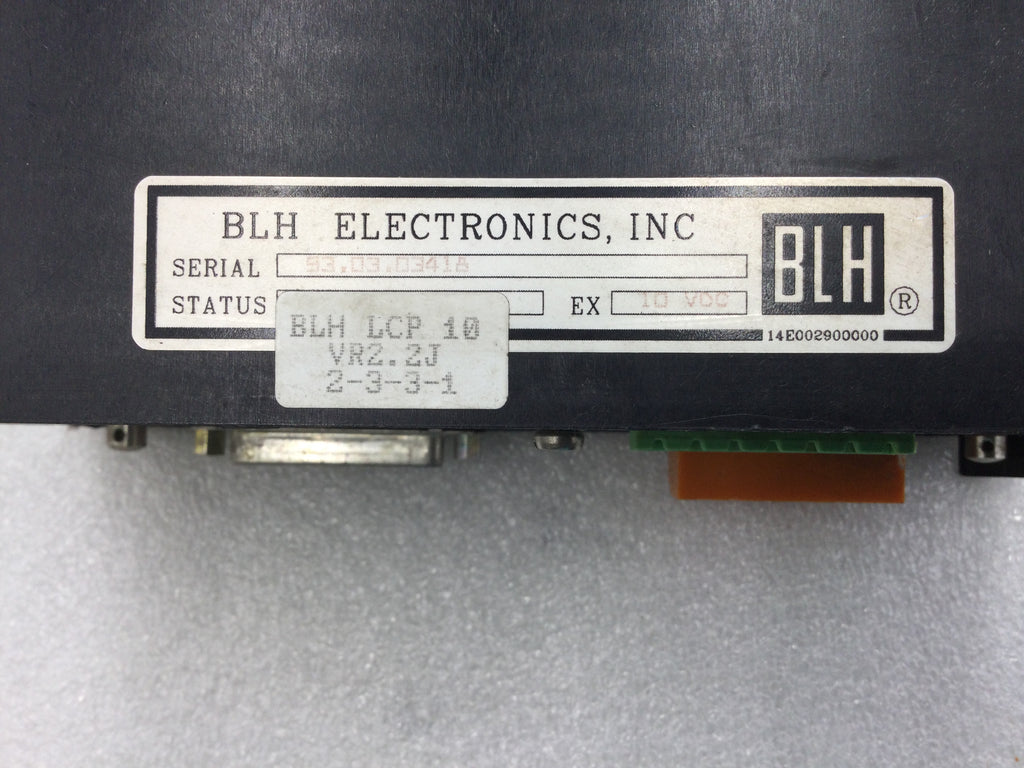 BLH ELECTRONICS, INC
SERIAL 93.03.0341A
STATUS EX 10 VDC
BLH ®
14E002900000
BLH LCP 10
VR2.2J
2-3-3-1